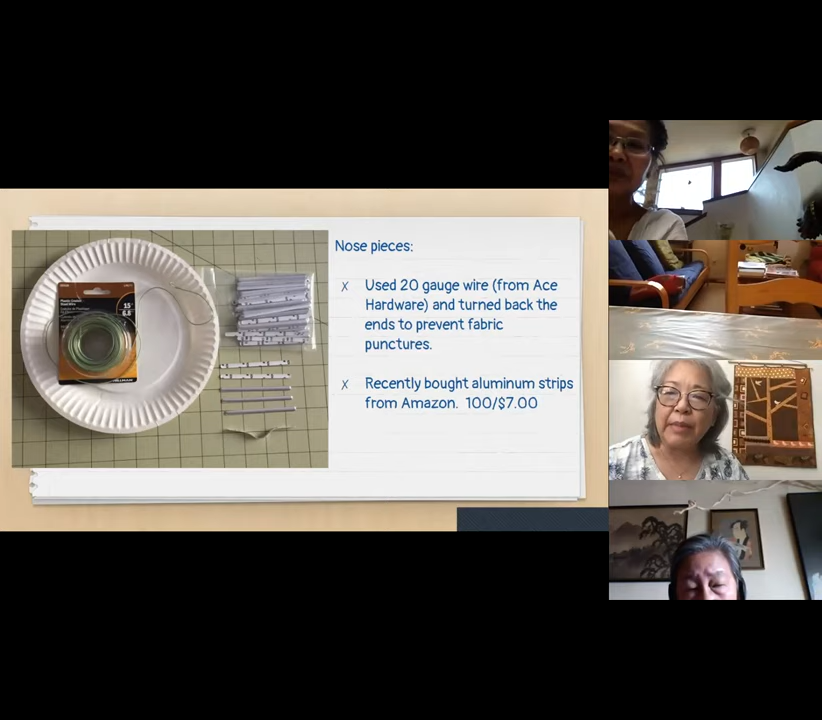 Nose pieces:
x Used 20 gauge wire (from Ace
Hardware) and turned back the
ends to prevent fabric
punctures.
x Recently bought aluminum strips
from Amazon. 100/$7.00
15'